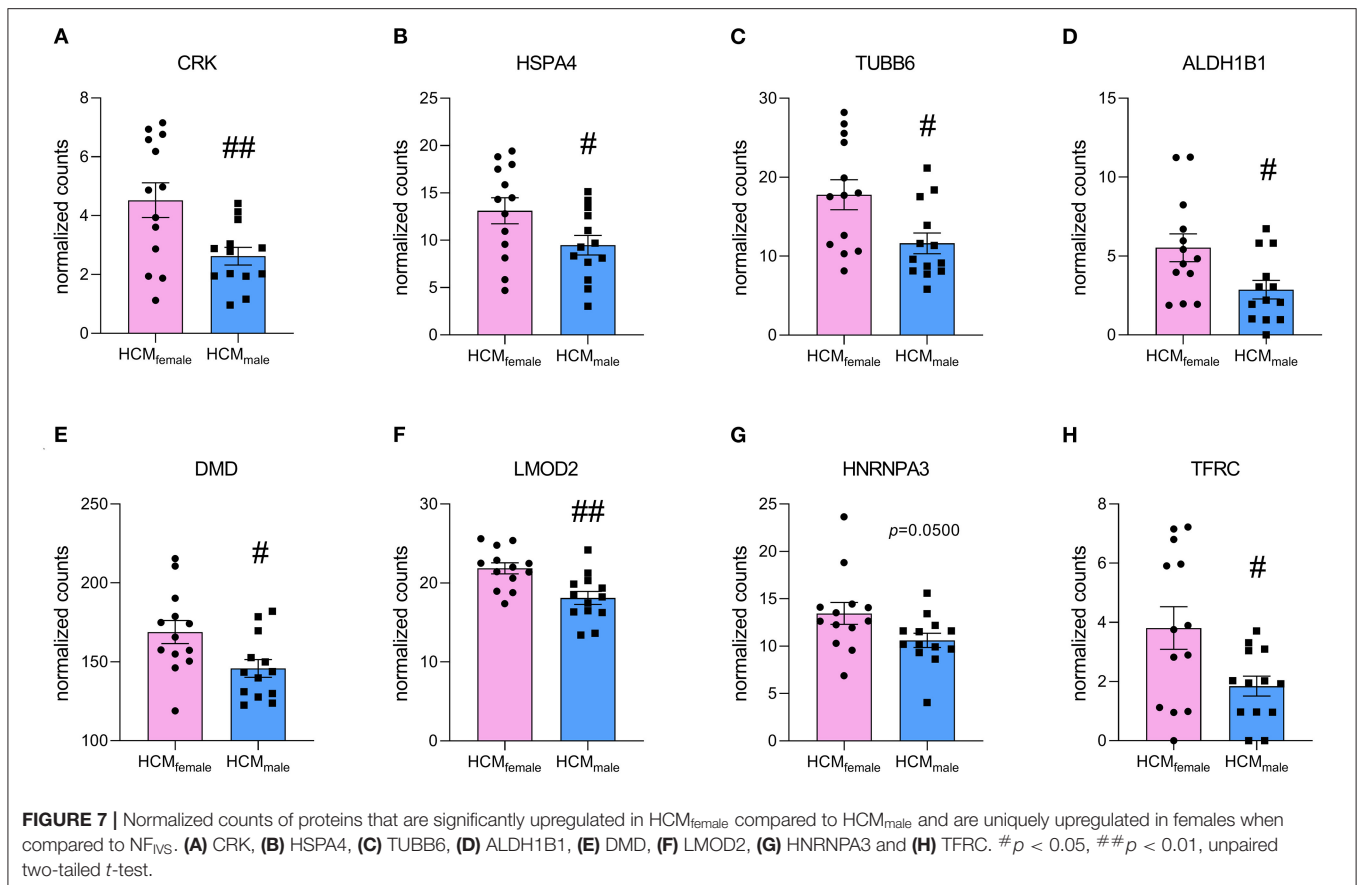 A
CRK
8
6
4
2
0
normalized counts
##
HCMfemale HCMmale
B
HSPA4
25
20
15
10
5
0
normalized counts
#
HCMfemale HCMmale
C
TUBB6
30
20
10
0
normalized counts
#
HCMfemale HCMmale
D
ALDH1B1
15
10
5
0
normalized counts
#
HCMfemale HCMmale
E
DMD
250
200
150
100
normalized counts
#
HCMfemale HCMmale
F
LMOD2
30
20
10
0
normalized counts
##
HCMfemale HCMmale
G
HNRNPA3
25
20
15
10
5
0
normalized counts
p=0.0500
HCMfemale HCMmale
H
TFRC
8
6
4
2
0
normalized counts
#
HCMfemale HCMmale
FIGURE 7 | Normalized counts of proteins that are significantly upregulated in HCMfemale compared to HCMmale and are uniquely upregulated in females when
compared to NFIVS. (A) CRK, (B) HSPA4, (C) TUBB6, (D) ALDH1B1, (E) DMD, (F) LMOD2, (G) HNRNPA3 and (H) TFRC. #p < 0.05, ##p < 0.01, unpaired
two-tailed t-test.